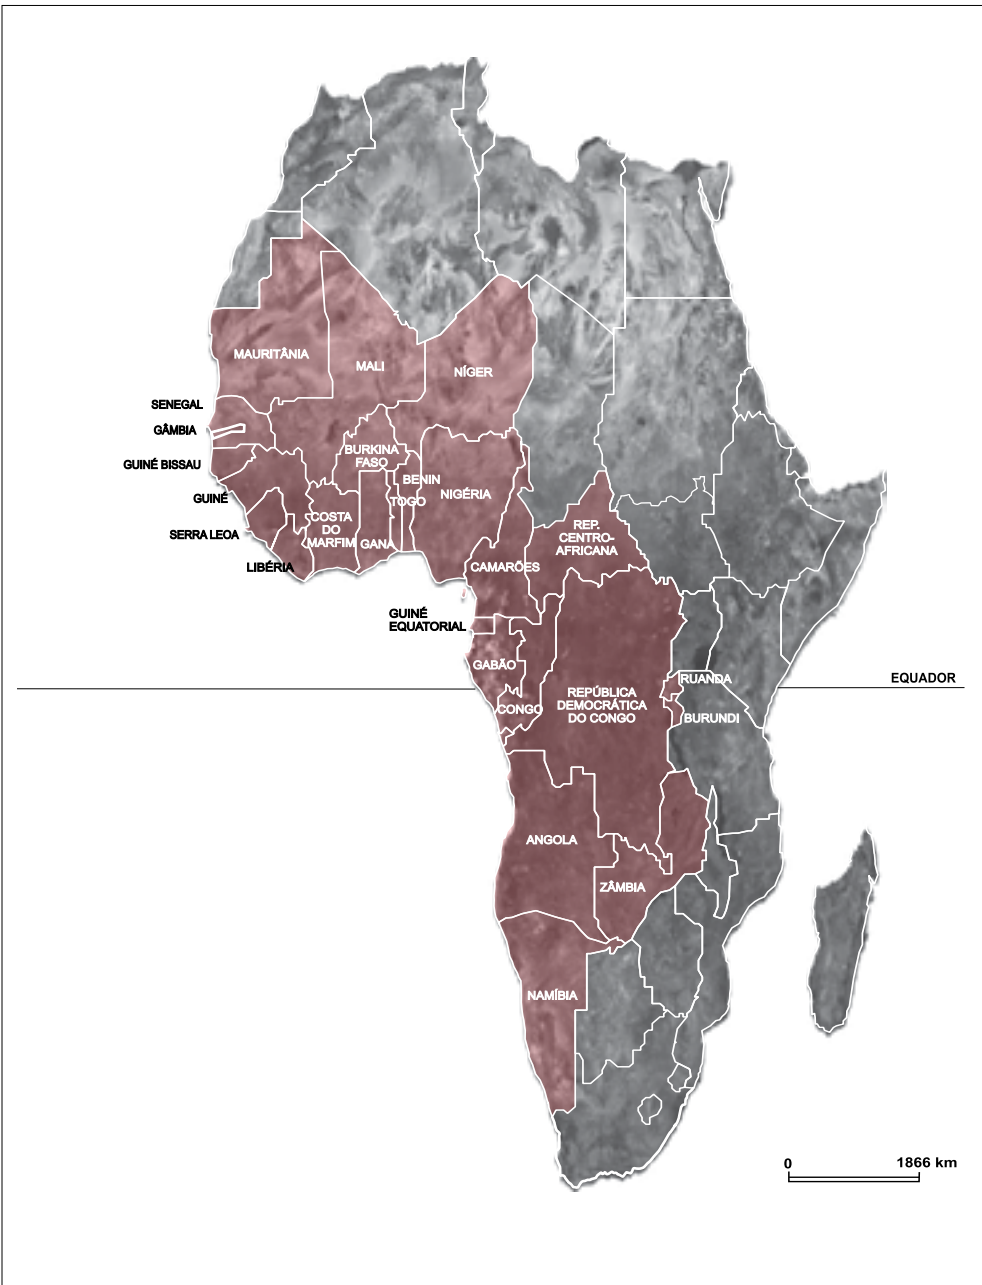 MAURITÂNIA
MALI
NÍGER
SENEGAL
GÂMBIA
BURKINA
FASO
GUINÉ BISSAU
BENIN
NIGÉRIA
GUINÉ
TOGO
COSTA
DO
MARFIM
GANA
REP.
CENTRO-
AFRICANA
SERRA LEOA
LIBÉRIA
CAMARÕES
GUINÉ
EQUATORIAL
GABÃO
RUANDA
EQUADOR
CONGO
REPÚBLICA
DEMOCRÁTICA
DO CONGO
BURUNDI
ANGOLA
ZÂMBIA
NAMÍBIA
0
1866 km